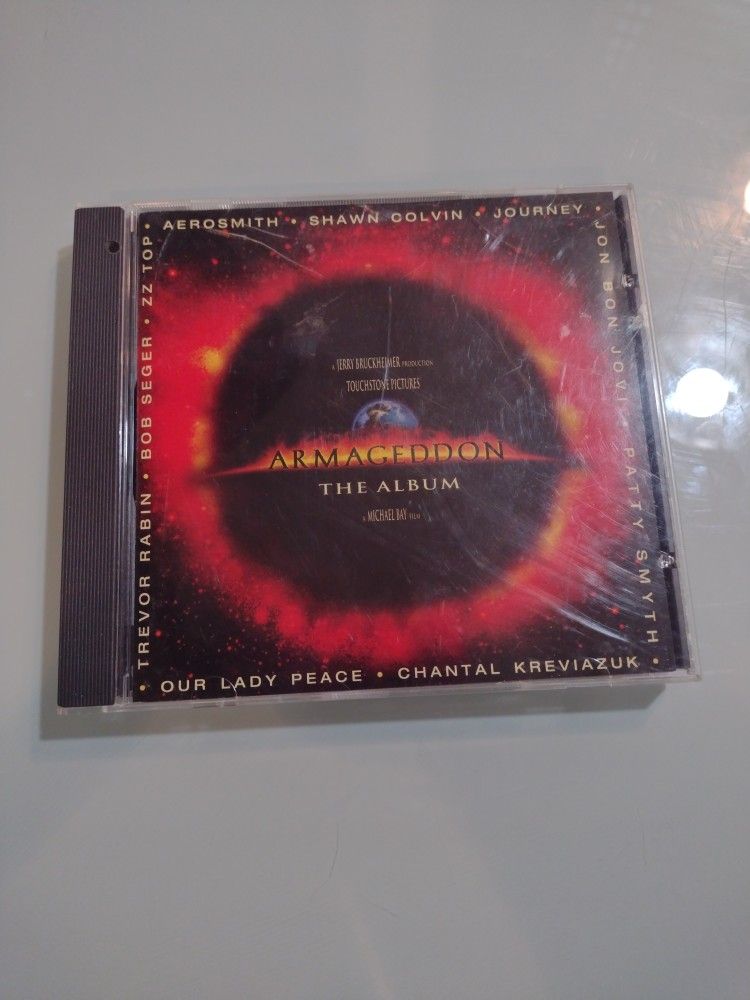 • AEROSMITH • SHAWN COLVIN • JOURNEY •
JON BON JOVI • PATTY SMYTH •
• OUR LADY PEACE • CHANTAL KREVIAZUK
TREVOR RABIN • BOB SEGER • ZZ TOP
A JERRY BRUCKHEIMER PRODUCTION
TOUCHSTONE PICTURES
ARMAGEDDON
THE ALBUM
A MICHAEL BAY FILM